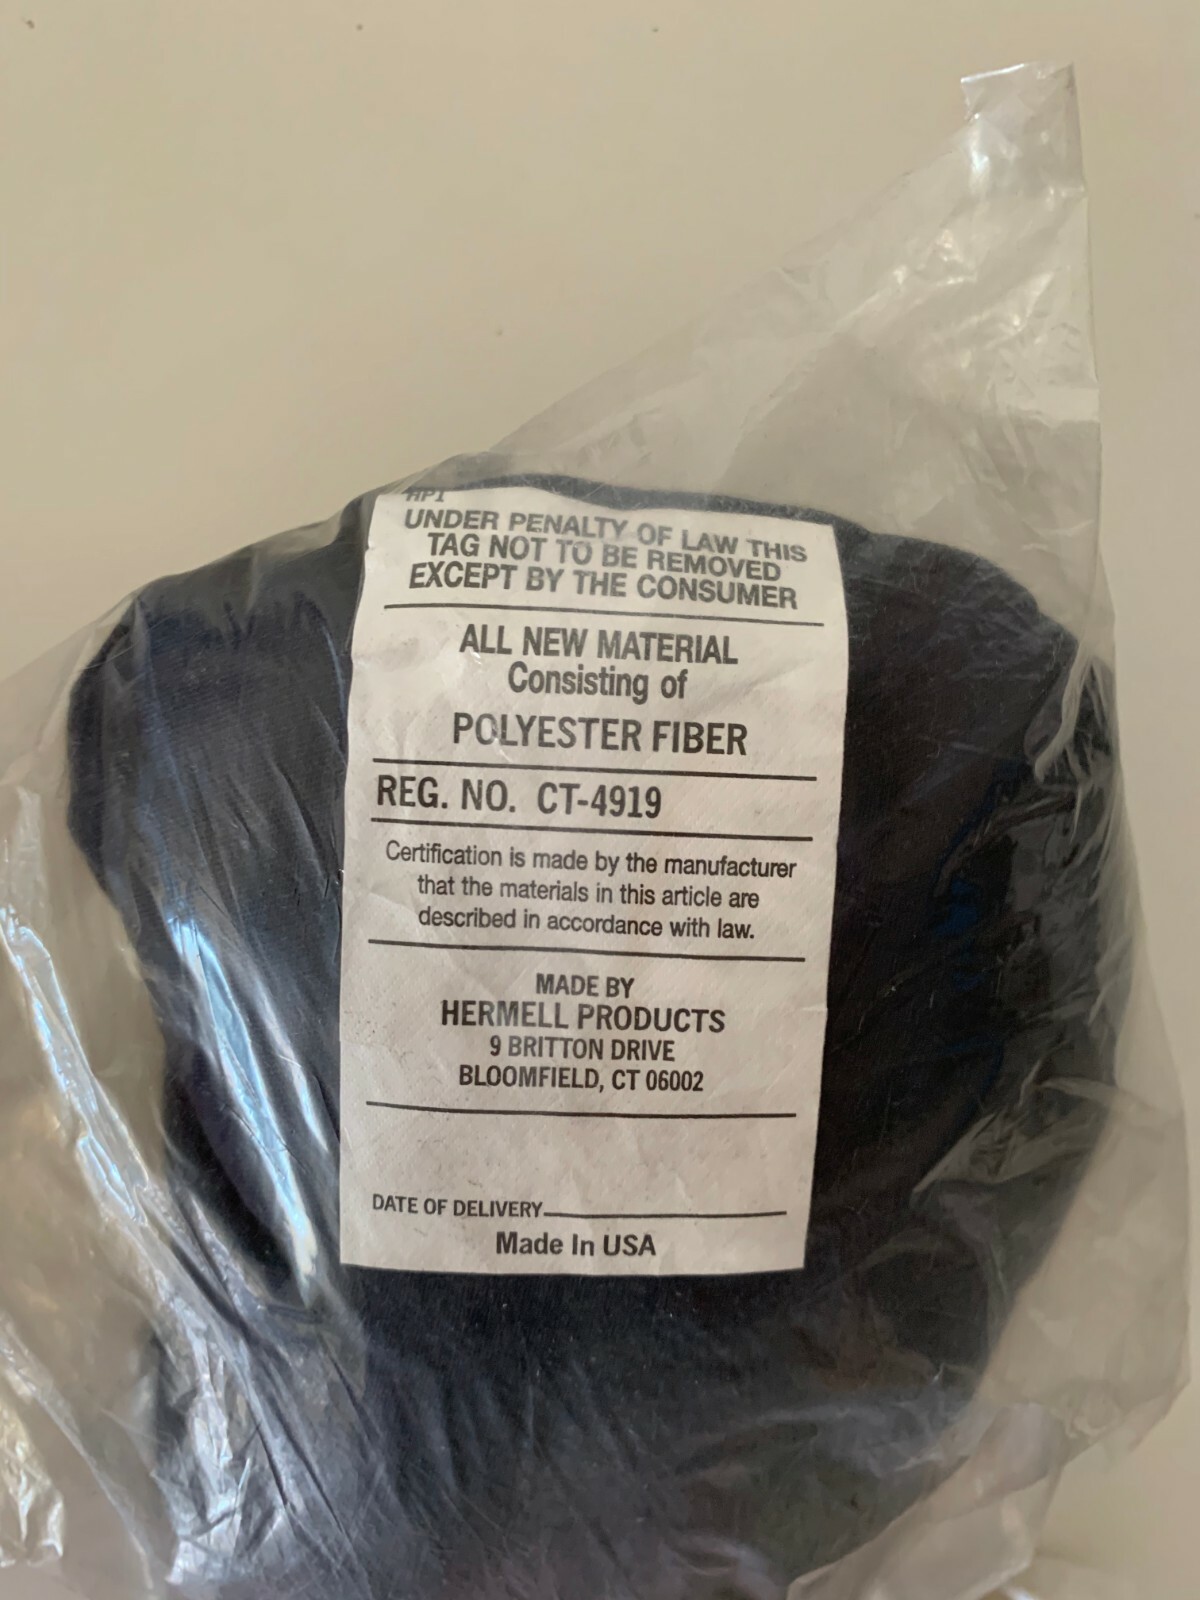 HP1
UNDER PENALTY OF LAW THIS
TAG NOT TO BE REMOVED
EXCEPT BY THE CONSUMER
ALL NEW MATERIAL
Consisting of
POLYESTER FIBER
REG. NO. CT-4919
Certification is made by the manufacturer
that the materials in this article are
described in accordance with law.
MADE BY
HERMELL PRODUCTS
9 BRITTON DRIVE
BLOOMFIELD, CT 06002
DATE OF DELIVERY
Made In USA